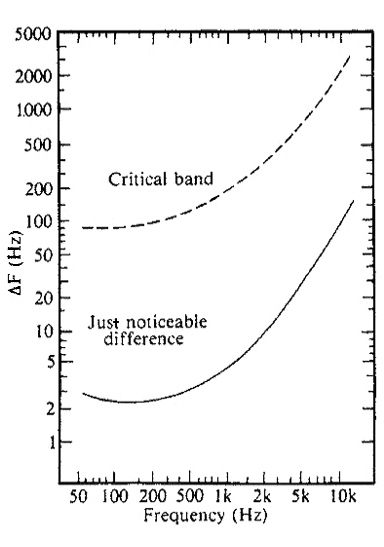 5000
2000
1000
500
200
100
50
20
10
5
2
1
ΔF (Hz)
Critical band
Just noticeable
difference
50 100 200 500 1k 2k 5k 10k
Frequency (Hz)